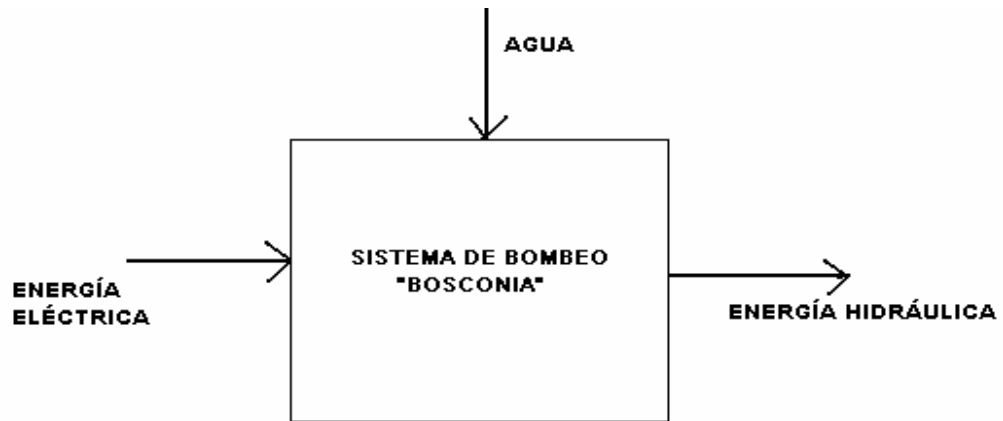 AGUA
SISTEMA DE BOMBEO
"BOSCONIA"
ENERGÍA
ELÉCTRICA
ENERGÍA HIDRÁULICA